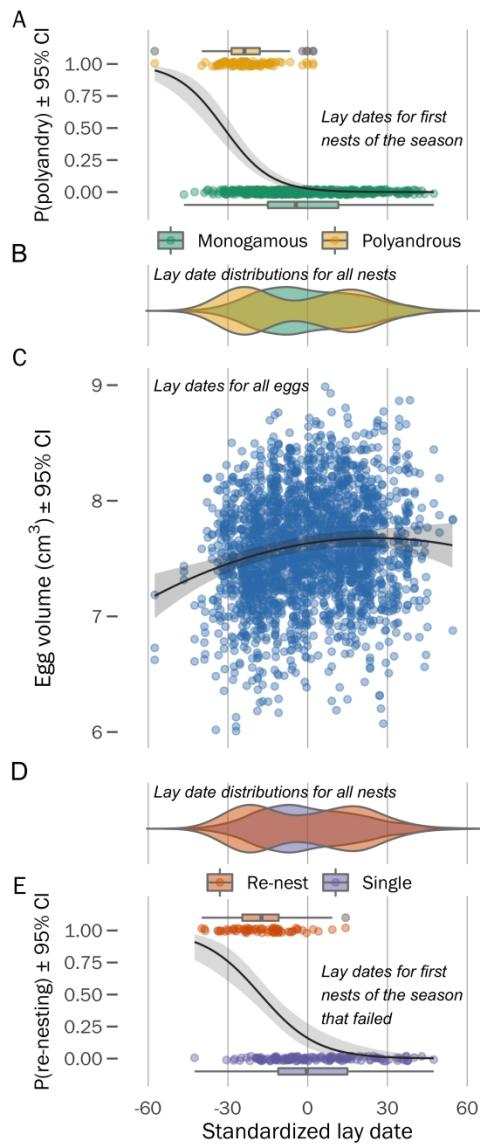 A
P(polyandry) ± 95% CI
1.00
0.75
0.50
0.25
0.00
Lay dates for first
nests of the season
Monogamous Polyandrous
B
Lay date distributions for all nests
C
Egg volume (cm³) ± 95% CI
9
8
7
6
Lay dates for all eggs
D
Lay date distributions for all nests
Re-nest Single
E
P(re-nesting) ± 95% CI
1.00
0.75
0.50
0.25
0.00
Lay dates for first
nests of the season
that failed
-60 -30 0 30 60
Standardized lay date